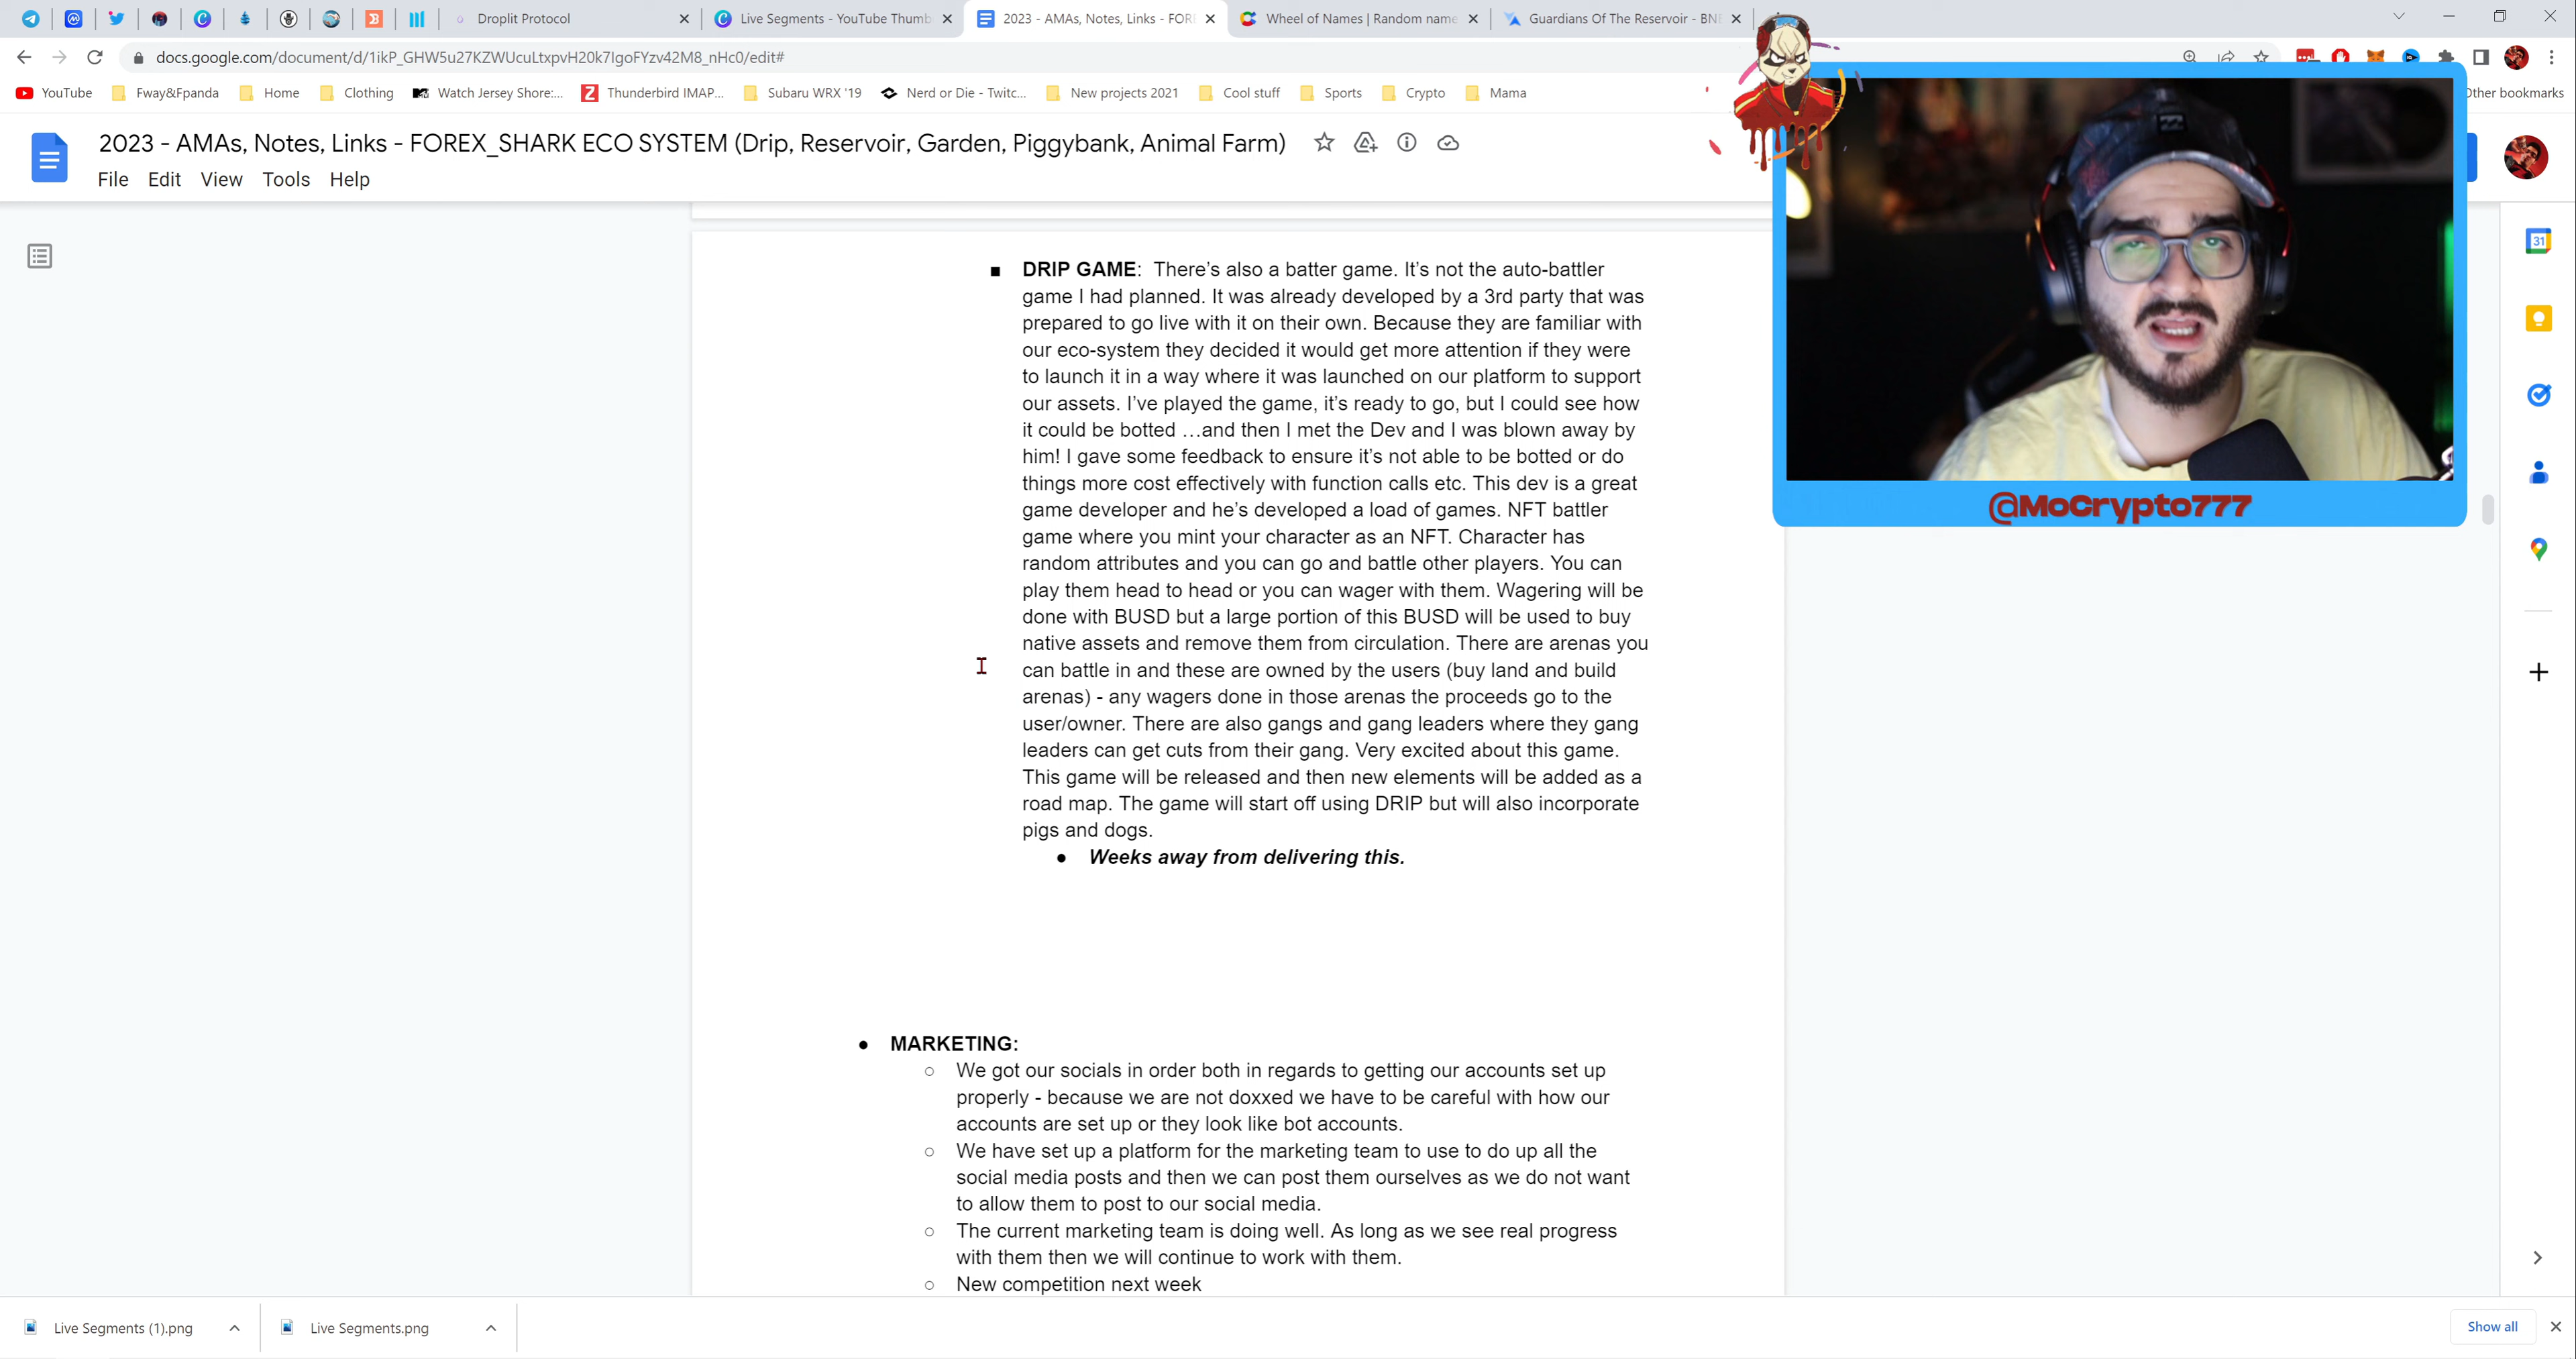 Droplit Protocol
Live Segments - YouTube Thumb
2023 - AMAs, Notes, Links - FOR
Wheel of Names | Random name
Guardians Of The Reservoir - BN
docs.google.com/document/d/1ikP_GHW5u27KZWUcuLtxpvH20k7IgoFYzv42M8_nHc0/edit#
YouTube
Fway&Fpanda
Home
Clothing
Watch Jersey Shore:...
Thunderbird IMAP...
Subaru WRX '19
Nerd or Die - Twitc...
New projects 2021
Cool stuff
Sports
Crypto
Mama
Other bookmarks
2023 - AMAs, Notes, Links - FOREX_SHARK ECO SYSTEM (Drip, Reservoir, Garden, Piggybank, Animal Farm)
File Edit View Tools Help
DRIP GAME: There's also a batter game. It's not the auto-battler
game I had planned. It was already developed by a 3rd party that was
prepared to go live with it on their own. Because they are familiar with
our eco-system they decided it would get more attention if they were
to launch it in a way where it was launched on our platform to support
our assets. I've played the game, it's ready to go, but I could see how
it could be botted …and then I met the Dev and I was blown away by
him! I gave some feedback to ensure it's not able to be botted or do
things more cost effectively with function calls etc. This dev is a great
game developer and he's developed a load of games. NFT battler
game where you mint your character as an NFT. Character has
random attributes and you can go and battle other players. You can
play them head to head or you can wager with them. Wagering will be
done with BUSD but a large portion of this BUSD will be used to buy
native assets and remove them from circulation. There are arenas you
can battle in and these are owned by the users (buy land and build
arenas) - any wagers done in those arenas the proceeds go to the
user/owner. There are also gangs and gang leaders where they gang
leaders can get cuts from their gang. Very excited about this game.
This game will be released and then new elements will be added as a
road map. The game will start off using DRIP but will also incorporate
pigs and dogs.
Weeks away from delivering this.
MARKETING:
We got our socials in order both in regards to getting our accounts set up
properly - because we are not doxxed we have to be careful with how our
accounts are set up or they look like bot accounts.
We have set up a platform for the marketing team to use to do up all the
social media posts and then we can post them ourselves as we do not want
to allow them to post to our social media.
The current marketing team is doing well. As long as we see real progress
with them then we will continue to work with them.
New competition next week
@MoCrypto777
31
Live Segments (1).png
Live Segments.png
Show all